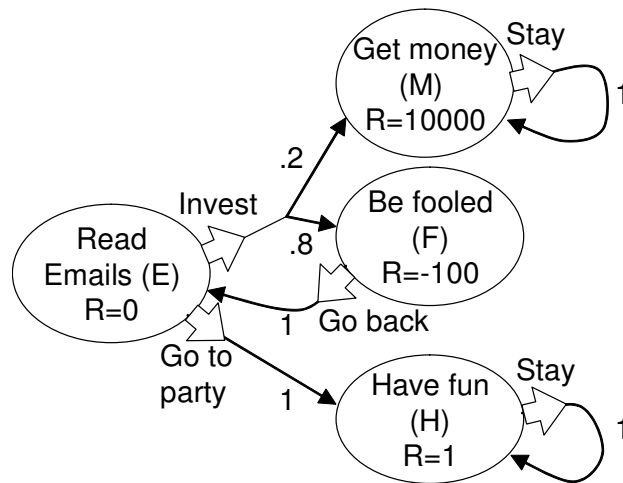 Get money
(M)
R=10000
Stay
1
.2
Invest
Be fooled
(F)
R=-100
.8
Read
Emails (E)
R=0
Go back
1
Go to
party
1
Have fun
(H)
R=1
Stay
1